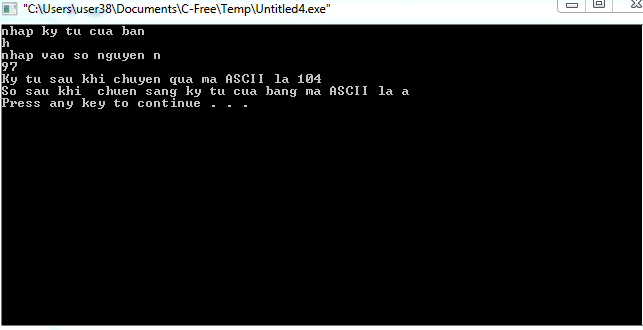 "C:\Users\user38\Documents\C-Free\Temp\Untitled4.exe"
nhap ky tu cua ban
h
nhap vao so nguyen n
97
Ky tu sau khi chuyen qua ma ASCII la 104
So sau khi  chuen sang ky tu cua bang ma ASCII la a
Press any key to continue . . .